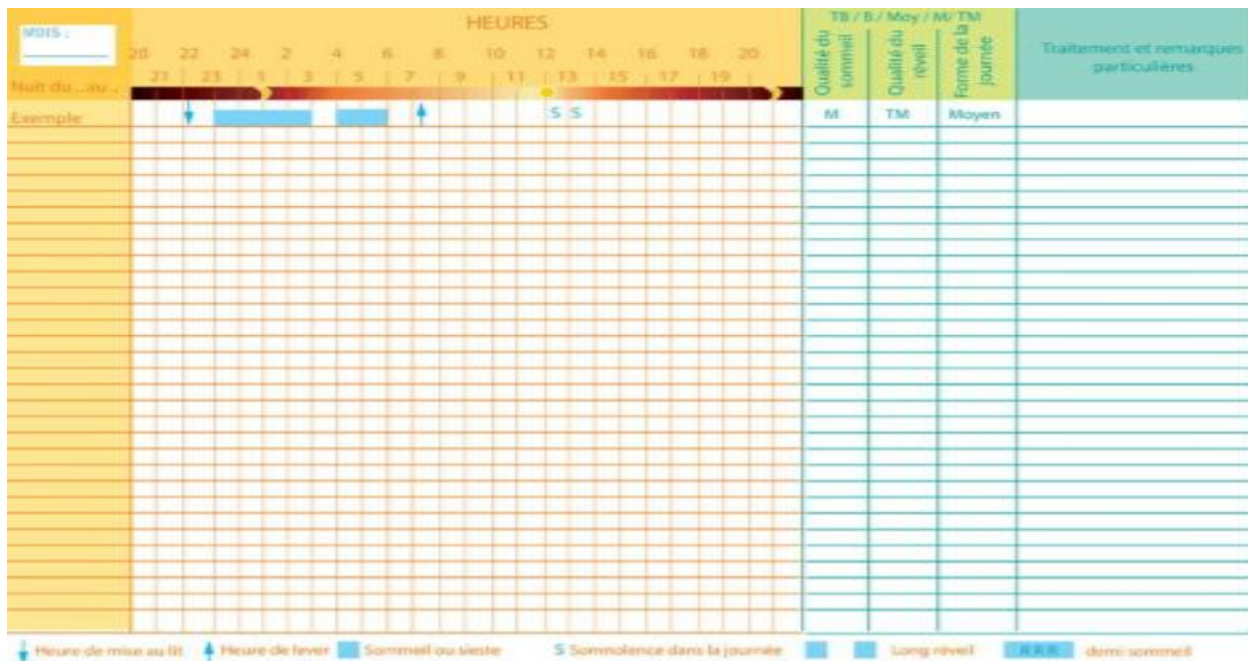 HEURES
TB / B / Moy / M / TM
MOIS :
20 22 24 2 4 6 8 10 12 14 16 18 20
21 23 1 3 5 7 9 11 13 15 17 19
Nuit du ..au ..
Qualité du sommeil
Qualité du réveil
Forme de la journée
Traitement et remarques particulières
Exemple S S M TM Moyen
Heure de mise au lit Heure de lever Sommeil ou sieste S Somnolence dans la journée Long réveil R R R demi sommeil